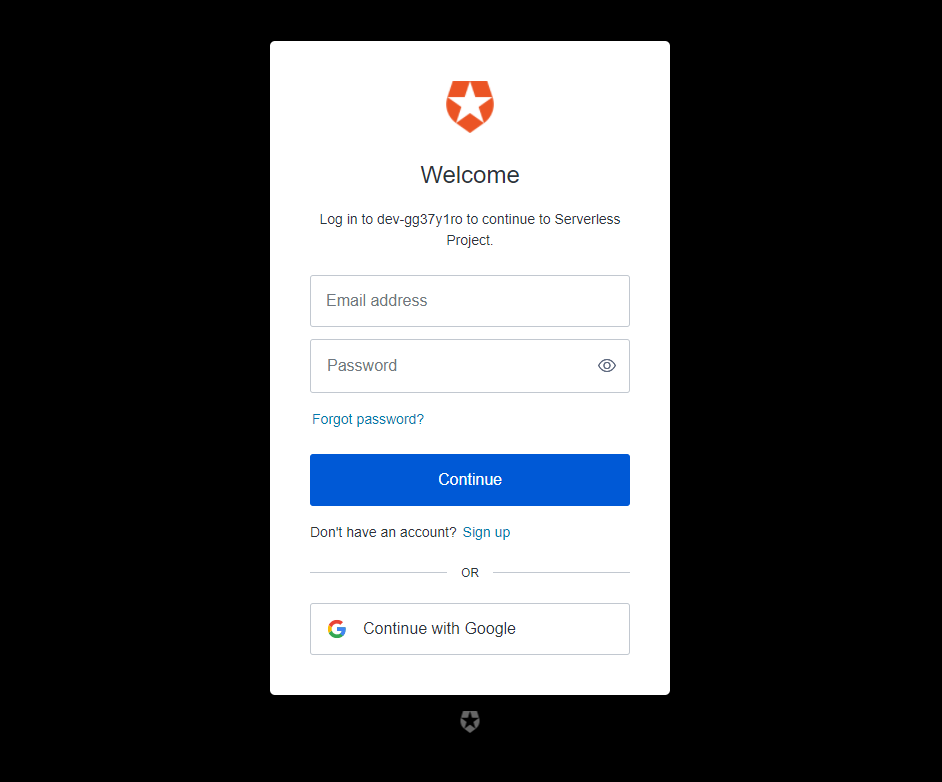 Welcome
Log in to dev-gg37y1ro to continue to Serverless
Project.
Email address
Password
Forgot password?
Continue
Don't have an account? Sign up
OR
Continue with Google